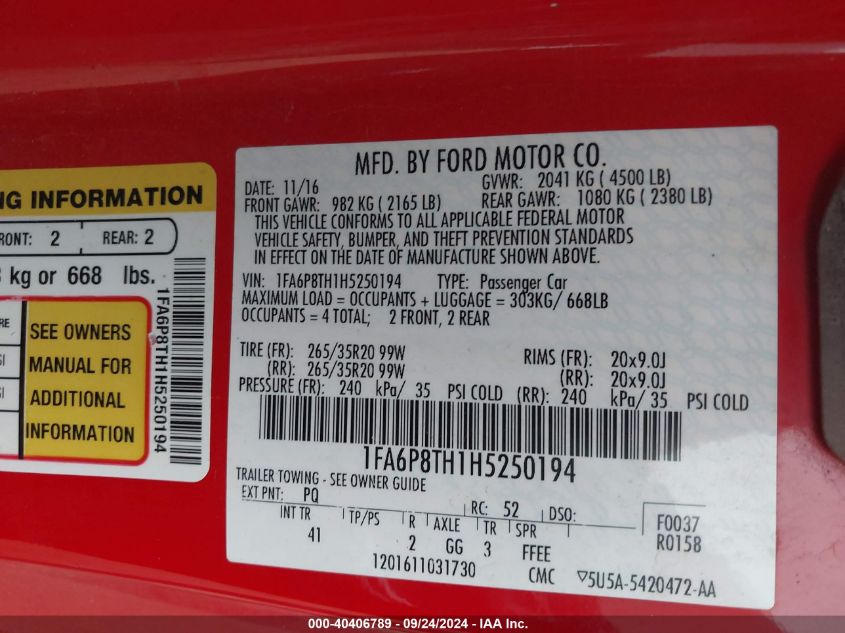 NG INFORMATION
RONT: 2 REAR: 2
kg or 668 lbs.
RE
SI
SI
SEE OWNERS
MANUAL FOR
ADDITIONAL
INFORMATION
1FA6P8TH1H5250194
MFD. BY FORD MOTOR CO.
DATE: 11/16 GVWR: 2041 KG ( 4500 LB)
FRONT GAWR: 982 KG ( 2165 LB) REAR GAWR: 1080 KG ( 2380 LB)
THIS VEHICLE CONFORMS TO ALL APPLICABLE FEDERAL MOTOR
VEHICLE SAFETY, BUMPER, AND THEFT PREVENTION STANDARDS
IN EFFECT ON THE DATE OF MANUFACTURE SHOWN ABOVE.
VIN: 1FA6P8TH1H5250194 TYPE: Passenger Car
MAXIMUM LOAD = OCCUPANTS + LUGGAGE = 303KG/ 668LB
OCCUPANTS = 4 TOTAL; 2 FRONT, 2 REAR
TIRE (FR): 265/35R20 99W RIMS (FR): 20x9.0J
(RR): 265/35R20 99W (RR): 20x9.0J
PRESSURE (FR): 240 kPa/ 35 PSI COLD (RR): 240 kPa/ 35 PSI COLD
1FA6P8TH1H5250194
TRAILER TOWING - SEE OWNER GUIDE
EXT PNT: PQ RC: 52 DSO: F0037
INT TR TP/PS R AXLE TR SPR R0158
41 2 GG 3 FFEE
1201611031730 CMC ▽5U5A-5420472-AA
000-40406789 - 09/24/2024 - IAA Inc.